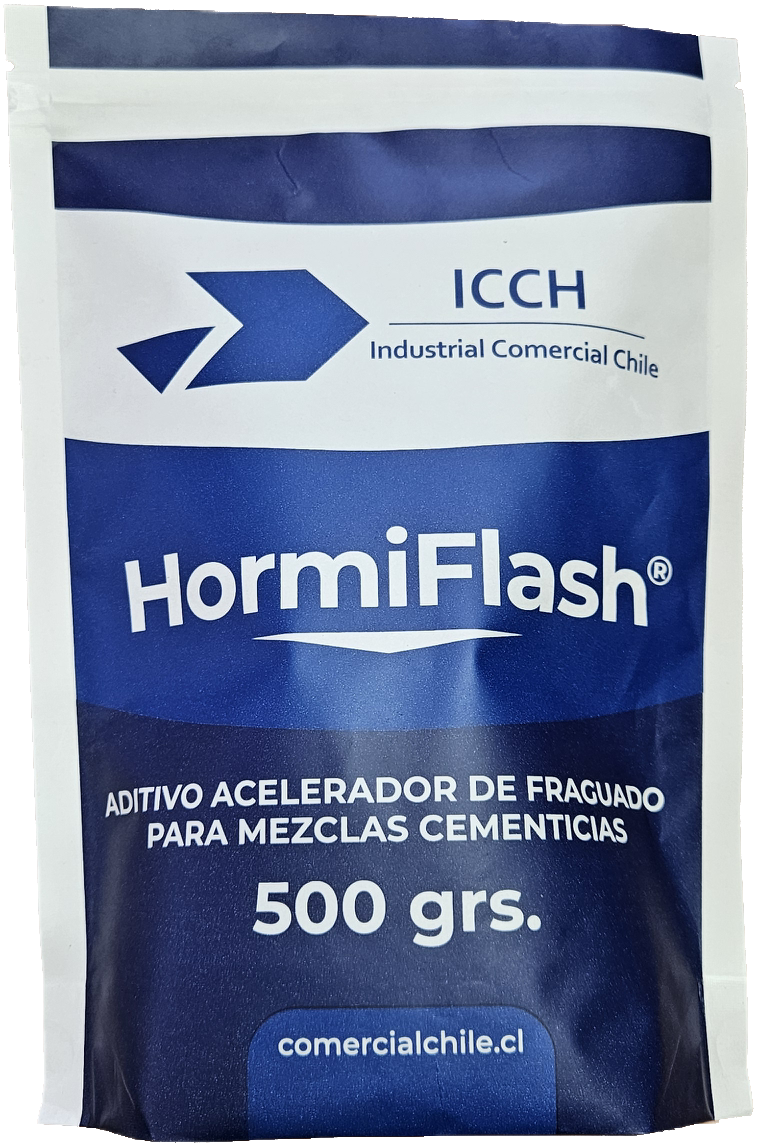 ICCH
Industrial Comercial Chile
HormiFlash®
ADITIVO ACELERADOR DE FRAGUADO
PARA MEZCLAS CEMENTICIAS
500 grs.
comercialchile.cl